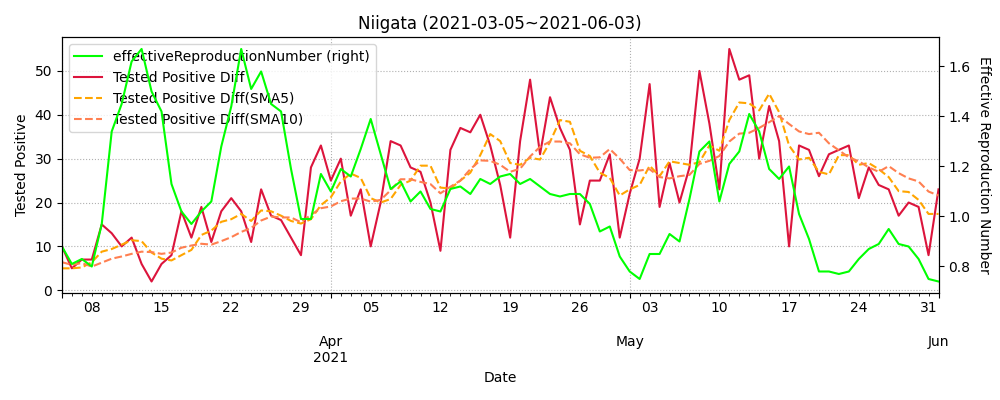 Niigata (2021-03-05~2021-06-03)
effectiveReproductionNumber (right)
Tested Positive Diff
Tested Positive Diff(SMA5)
Tested Positive Diff(SMA10)
Tested Positive
50
40
30
20
10
0
1.6
1.4
1.2
1.0
0.8
Effective Reproduction Number
08 15 22 29 05 12 19 26 03 10 17 24 31
Apr May Jun
2021
Date